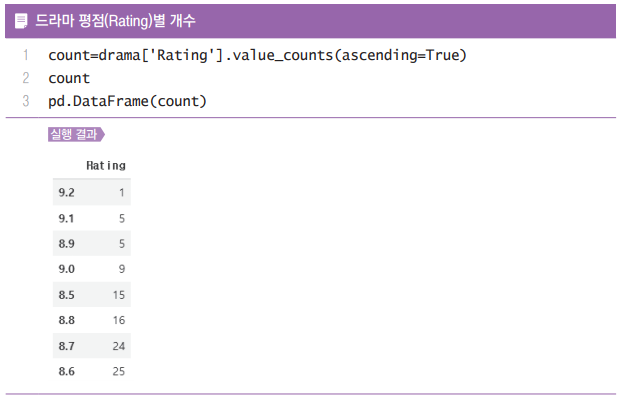 드라마 평점(Rating)별 개수
1 count=drama['Rating'].value_counts(ascending=True)
2 count
3 pd.DataFrame(count)
실행 결과
Rating
9.2 1
9.1 5
8.9 5
9.0 9
8.5 15
8.8 16
8.7 24
8.6 25